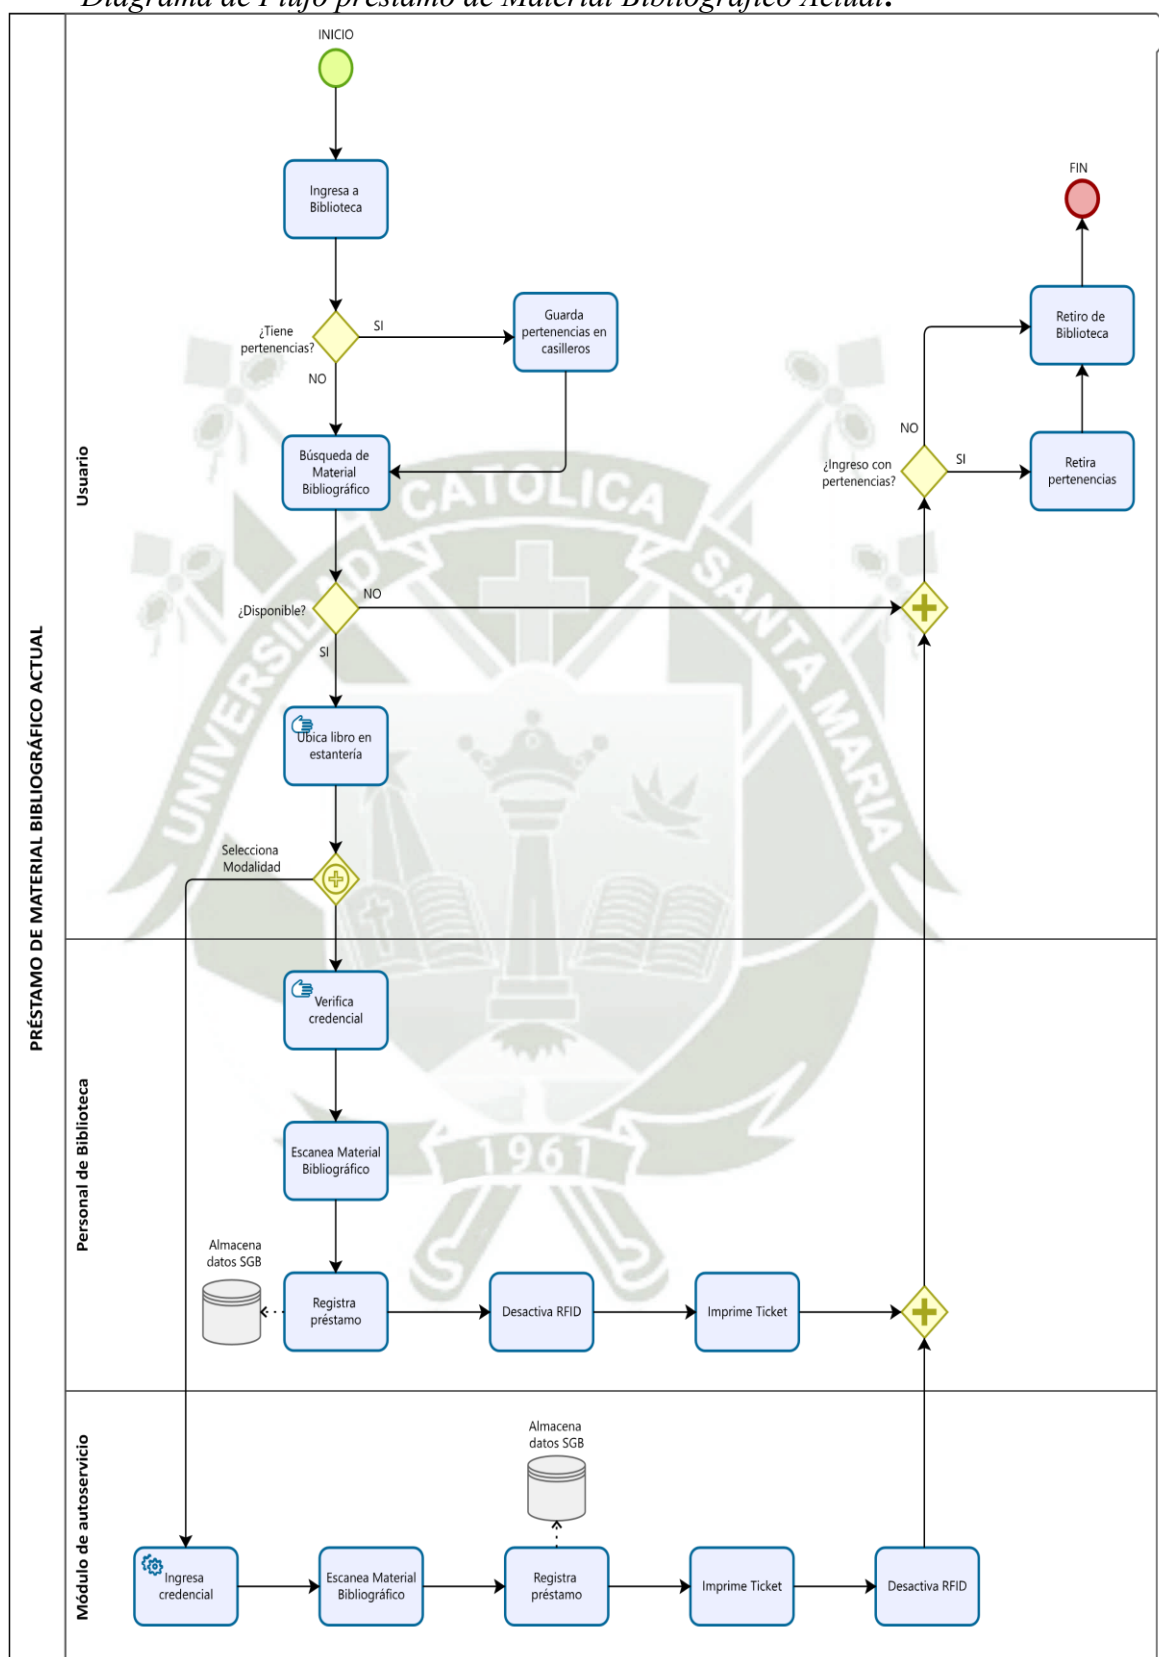 Diagrama de Flujo préstamo de Material Bibliográfico Actual.
PRÉSTAMO DE MATERIAL BIBLIOGRÁFICO ACTUAL
Usuario
INICIO
Ingresa a
Biblioteca
¿Tiene
pertenencias?
SI
NO
Guarda
pertenencias en
casilleros
Búsqueda de
Material
Bibliográfico
¿Disponible?
NO
SI
Ubica libro en
estantería
Selecciona
Modalidad
FIN
Retiro de
Biblioteca
NO
¿Ingreso con
pertenencias?
SI
Retira
pertenencias
UNIVERSIDAD CATOLICA SANTA MARIA
1961
Personal de Biblioteca
Verifica
credencial
Escanea Material
Bibliográfico
Almacena
datos SGB
Registra
préstamo
Desactiva RFID
Imprime Ticket
Módulo de autoservicio
Almacena
datos SGB
Ingresa
credencial
Escanea Material
Bibliográfico
Registra
préstamo
Imprime Ticket
Desactiva RFID